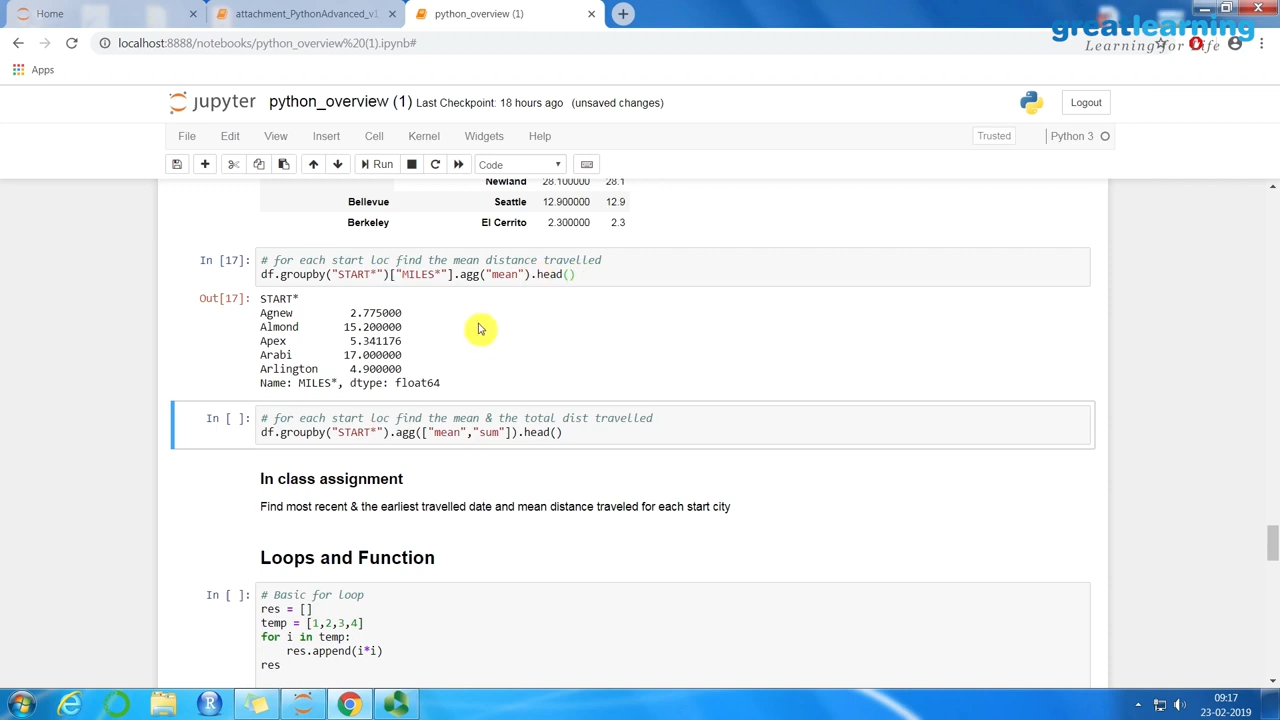 Home
attachment_PythonAdvanced_v1
python_overview (1)
greatlearning
Learning for Life
localhost:8888/notebooks/python_overview%20(1).ipynb#
Apps
jupyter python_overview (1) Last Checkpoint: 18 hours ago (unsaved changes)
Logout
File Edit View Insert Cell Kernel Widgets Help
Trusted
Python 3
Run
Code
Newland 28.100000 28.1
Bellevue Seattle 12.900000 12.9
Berkeley El Cerrito 2.300000 2.3
In [17]: # for each start loc find the mean distance travelled
df.groupby("START*")["MILES*"].agg("mean").head()
Out[17]: START*
Agnew 2.775000
Almond 15.200000
Apex 5.341176
Arabi 17.000000
Arlington 4.900000
Name: MILES*, dtype: float64
In [ ]: # for each start loc find the mean & the total dist travelled
df.groupby("START*").agg(["mean","sum"]).head()
In class assignment
Find most recent & the earliest travelled date and mean distance traveled for each start city
Loops and Function
In [ ]: # Basic for loop
res = []
temp = [1,2,3,4]
for i in temp:
res.append(i*i)
res
09:17
23-02-2019